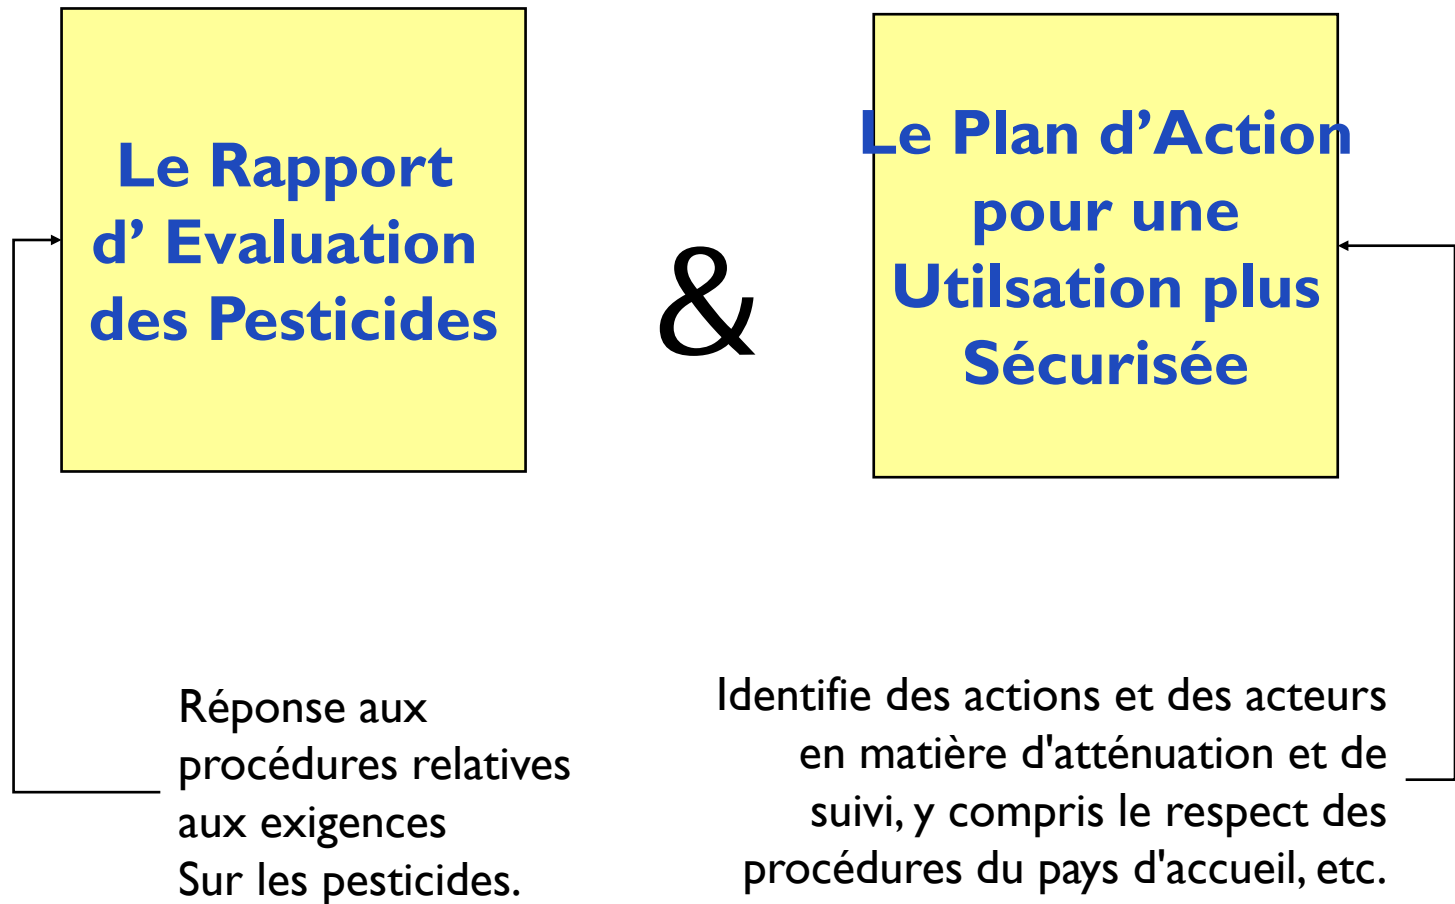 Le Rapport
d’ Evaluation
des Pesticides
&
Le Plan d’Action
pour une
Utilsation plus
Sécurisée
Réponse aux
procédures relatives
aux exigences
Sur les pesticides.
Identifie des actions et des acteurs
en matière d'atténuation et de
suivi, y compris le respect des
procédures du pays d'accueil, etc.